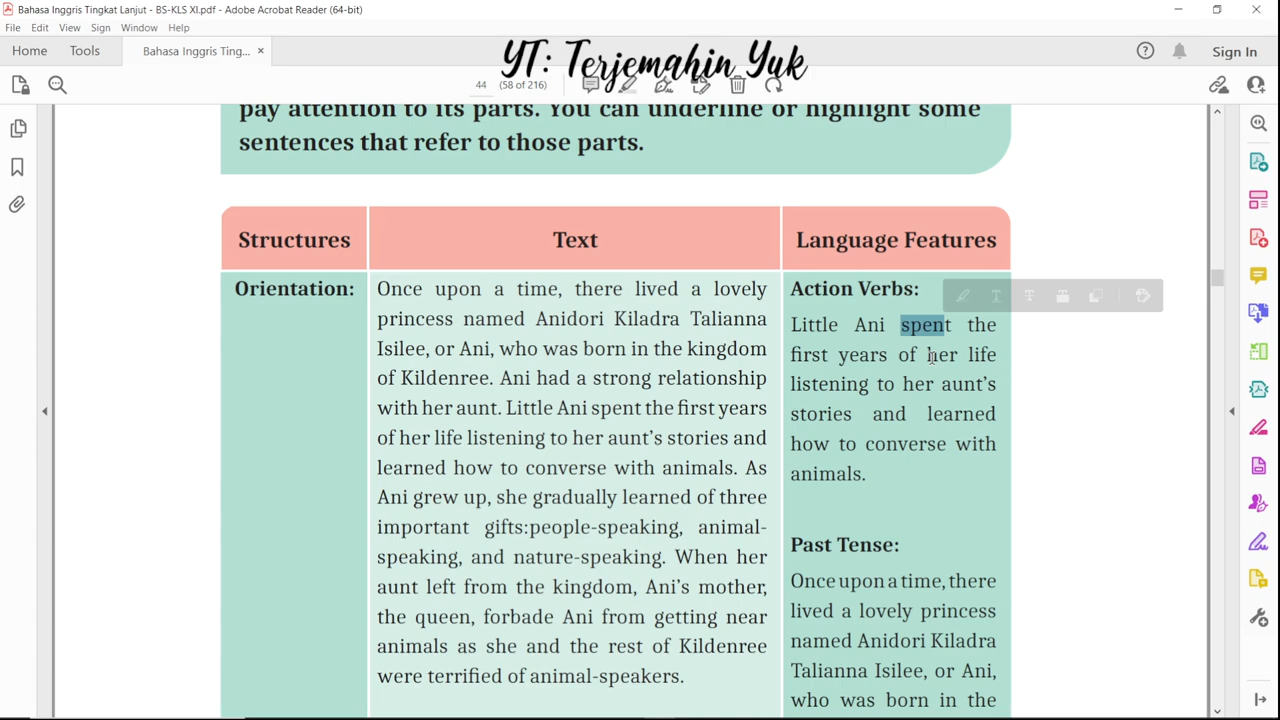 Bahasa Inggris Tingkat Lanjut - BS-KLS XI.pdf - Adobe Acrobat Reader (64-bit)
File Edit View Sign Window Help
Home Tools Bahasa Inggris Ting... × Sign In
YT: Terjemahin Yuk
44 (58 of 216)
pay attention to its parts. You can underline or highlight some
sentences that refer to those parts.
Structures
Text
Language Features
Orientation:
Once upon a time, there lived a lovely
princess named Anidori Kiladra Talianna
Isilee, or Ani, who was born in the kingdom
of Kildenree. Ani had a strong relationship
with her aunt. Little Ani spent the first years
of her life listening to her aunt's stories and
learned how to converse with animals. As
Ani grew up, she gradually learned of three
important gifts:people-speaking, animal-
speaking, and nature-speaking. When her
aunt left from the kingdom, Ani's mother,
the queen, forbade Ani from getting near
animals as she and the rest of Kildenree
were terrified of animal-speakers.
Action Verbs:
Little Ani spent the
first years of her life
listening to her aunt's
stories and learned
how to converse with
animals.
Past Tense:
Once upon a time, there
lived a lovely princess
named Anidori Kiladra
Talianna Isilee, or Ani,
who was born in the